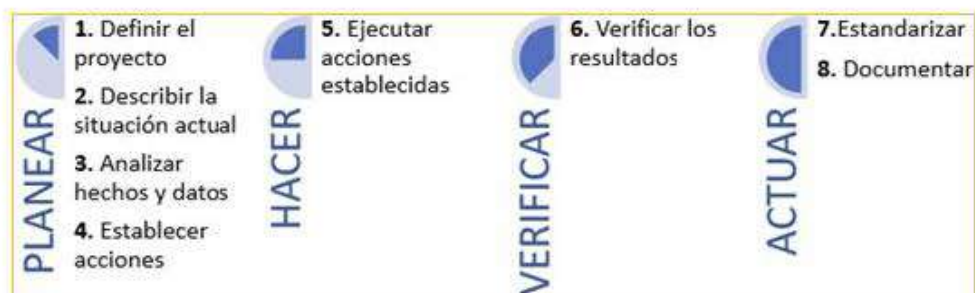 PLANEAR
1. Definir el
proyecto
2. Describir la
situación actual
3. Analizar
hechos y datos
4. Establecer
acciones
HACER
5. Ejecutar
acciones
establecidas
VERIFICAR
6. Verificar los
resultados
ACTUAR
7.Estandarizar
8. Documentar